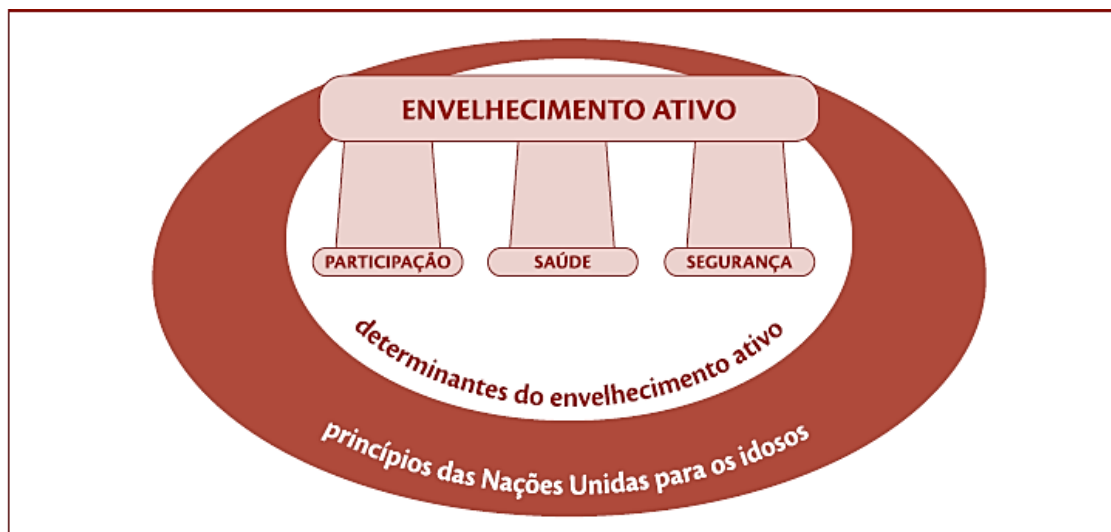 ENVELHECIMENTO ATIVO
PARTICIPAÇÃO
SAÚDE
SEGURANÇA
determinantes do envelhecimento ativo
princípios das Nações Unidas para os idosos